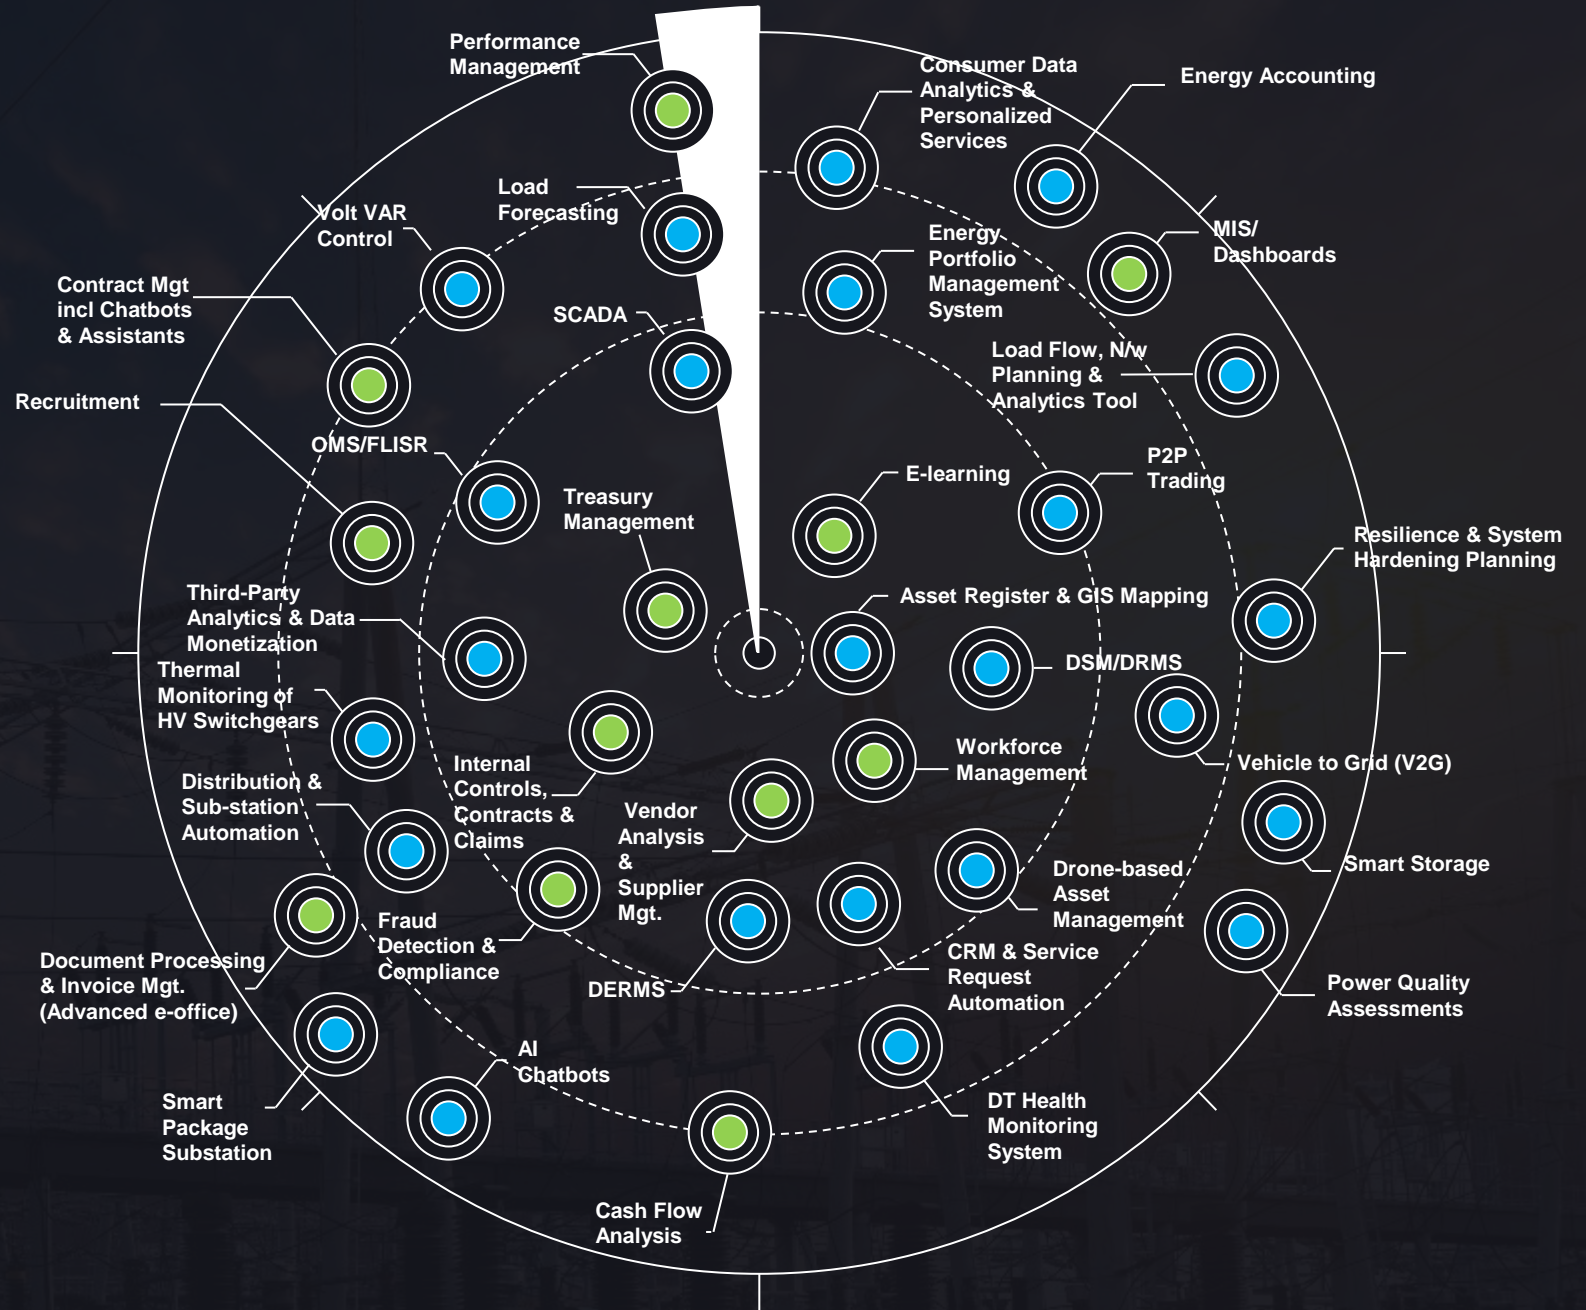 Performance
Management
Consumer Data
Analytics &
Personalized
Services
Energy Accounting
Load
Forecasting
Volt VAR
Control
MIS/
Dashboards
Energy
Portfolio
Management
System
Contract Mgt
incl Chatbots
& Assistants
SCADA
Load Flow, N/w
Planning &
Analytics Tool
Recruitment
OMS/FLISR
Treasury
Management
E-learning
P2P
Trading
Resilience & System
Hardening Planning
Third-Party
Analytics & Data
Monetization
Asset Register & GIS Mapping
Thermal
Monitoring of
HV Switchgears
DSM/DRMS
Internal
Controls,
Contracts &
Claims
Workforce
Management
Vehicle to Grid (V2G)
Distribution &
Sub-station
Automation
Vendor
Analysis
&
Supplier
Mgt.
Smart Storage
Drone-based
Asset
Management
Fraud
Detection &
Compliance
Document Processing
& Invoice Mgt.
(Advanced e-office)
DERMS
CRM & Service
Request
Automation
Power Quality
Assessments
AI
Chatbots
Smart
Package
Substation
DT Health
Monitoring
System
Cash Flow
Analysis